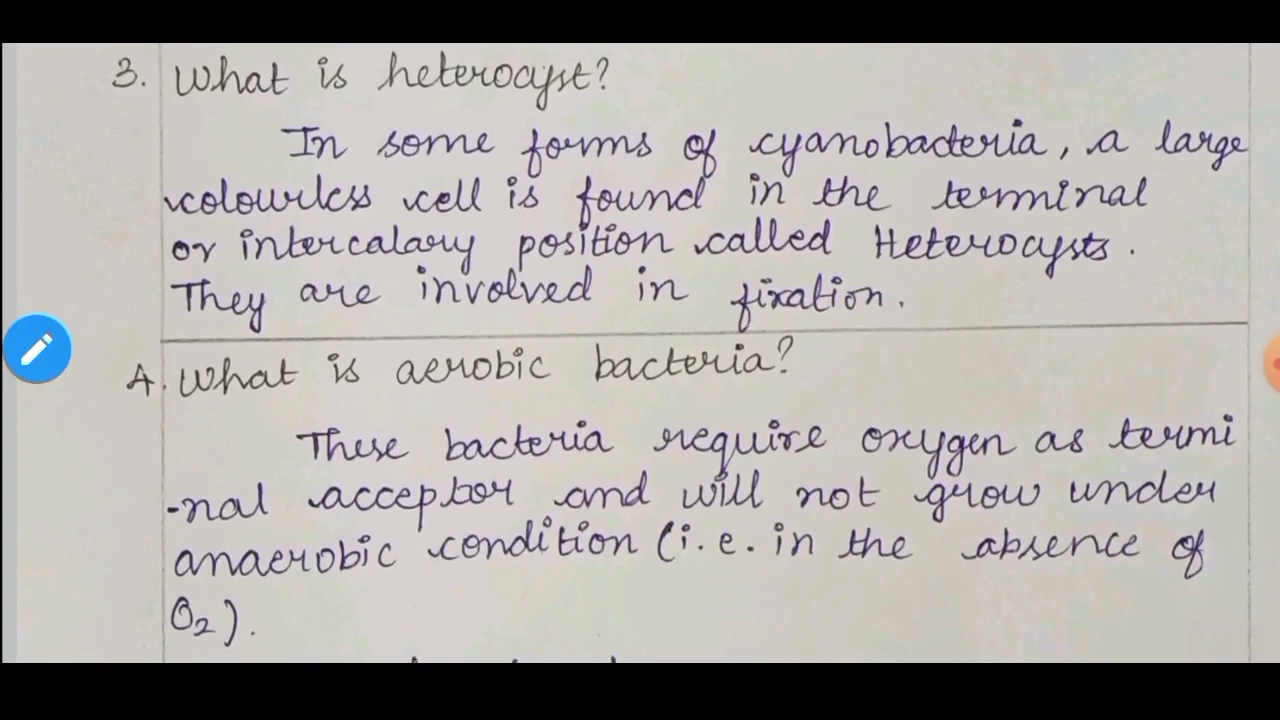 3. What is heterocyst?
In some forms of cyanobacteria, a large
colourless cell is found in the terminal
or intercalary position called Heterocysts.
They are involved in fixation.
4. What is aerobic bacteria?
These bacteria require oxygen as termi
-nal acceptor and will not grow under
anaerobic condition (i.e. in the absence of
O2).